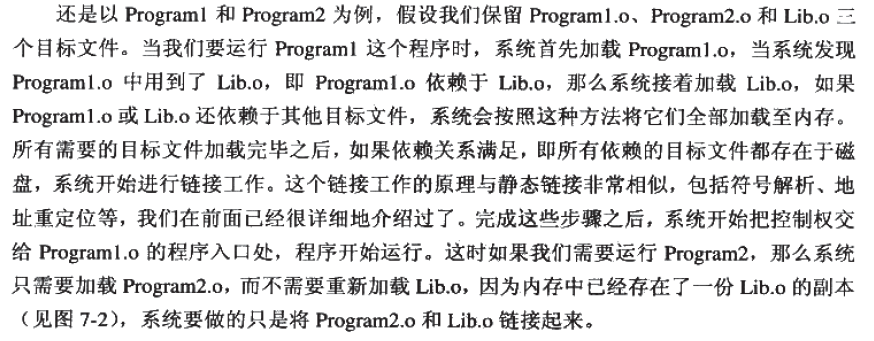 还是以 Program1 和 Program2 为例，假设我们保留 Program1.o、Program2.o 和 Lib.o 三
个目标文件。当我们要运行 Program1 这个程序时，系统首先加载 Program1.o，当系统发现
Program1.o 中用到了 Lib.o，即 Program1.o 依赖于 Lib.o，那么系统接着加载 Lib.o，如果
Program1.o 或 Lib.o 还依赖于其他目标文件，系统会按照这种方法将它们全部加载至内存。
所有需要的目标文件加载完毕之后，如果依赖关系满足，即所有依赖的目标文件都存在于磁
盘，系统开始进行链接工作。这个链接工作的原理与静态链接非常相似，包括符号解析、地
址重定位等，我们在前面已经很详细地介绍过了。完成这些步骤之后，系统开始把控制权交
给 Program1.o 的程序入口处，程序开始运行。这时如果我们需要运行 Program2，那么系统
只需要加载 Program2.o，而不需要重新加载 Lib.o，因为内存中已经存在了一份 Lib.o 的副本
（见图 7-2），系统要做的只是将 Program2.o 和 Lib.o 链接起来。